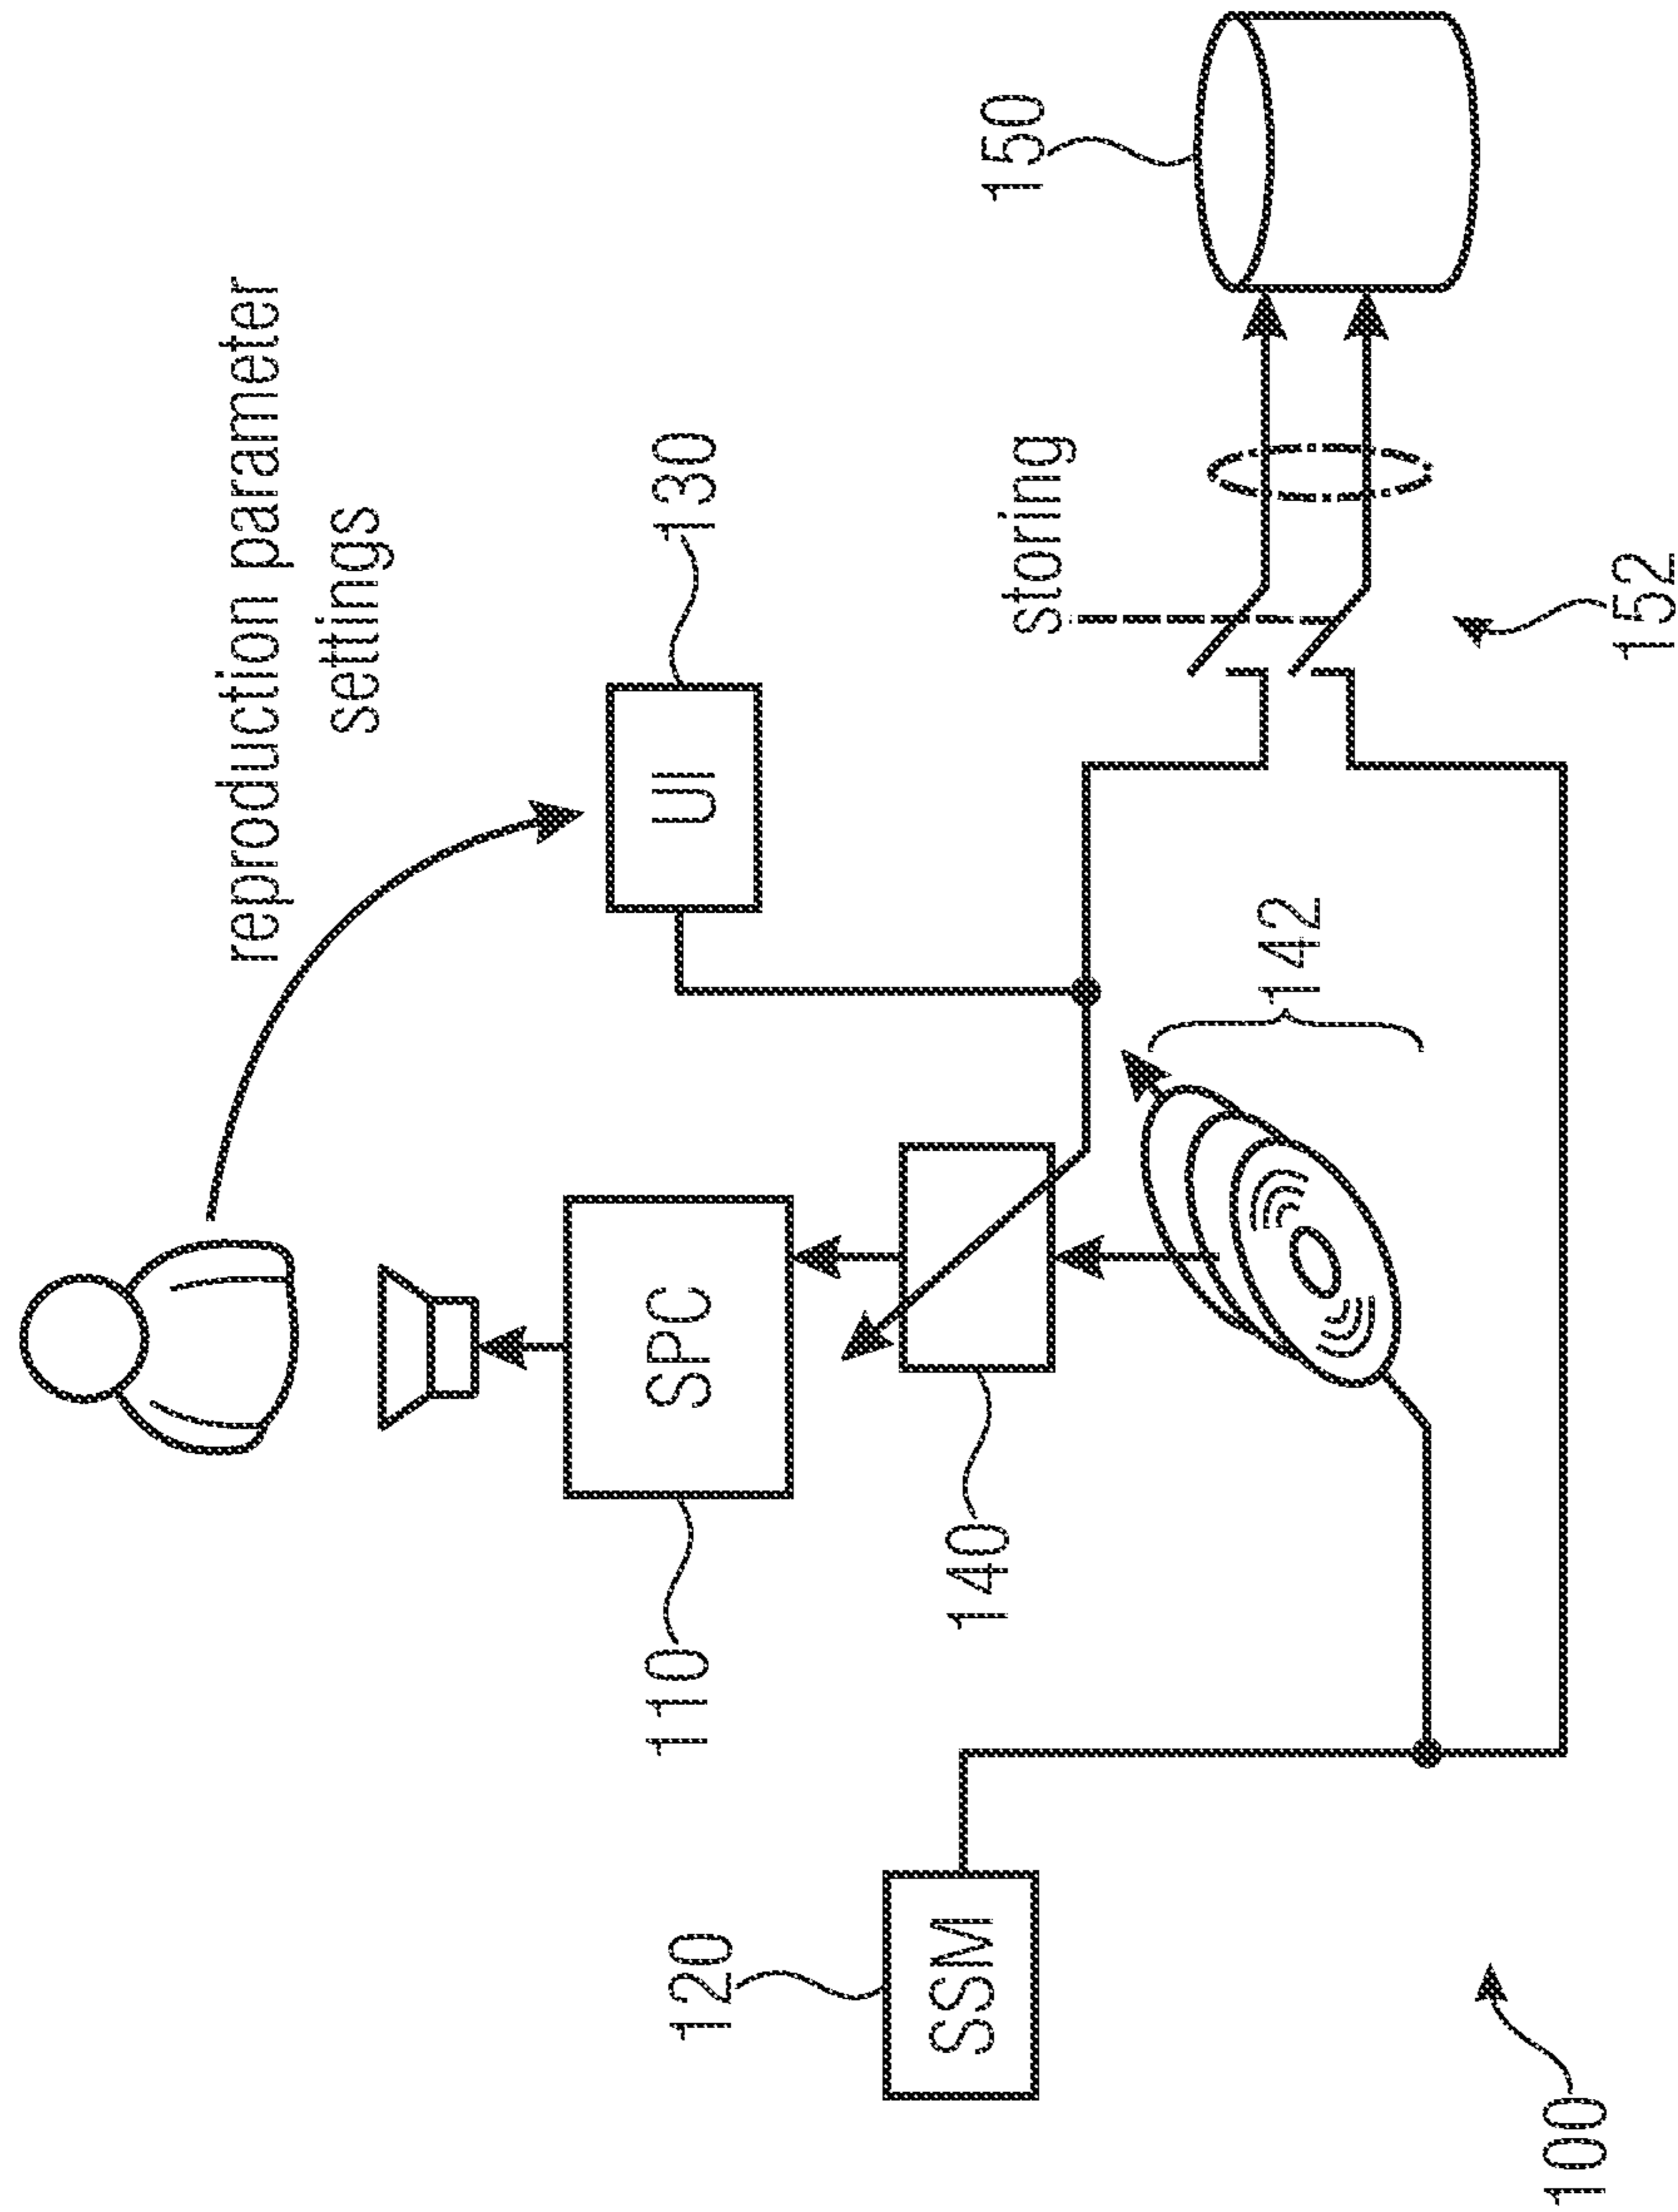 reproduction parameter
settings
130
UI
SPC
110
140
120
SSM
142
storing
150
152
100